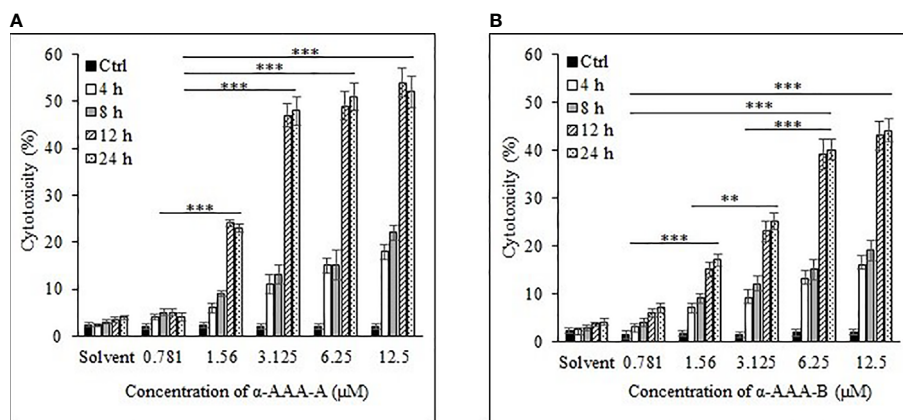 A
60
50
40
30
20
10
0
Cytotoxicity (%)
Ctrl
4 h
8 h
12 h
24 h
***
***
***
***
Solvent 0.781 1.56 3.125 6.25 12.5
Concentration of α-AAA-A (μM)
B
60
50
40
30
20
10
0
Cytotoxicity (%)
Ctrl
4 h
8 h
12 h
24 h
***
***
***
**
***
Solvent 0.781 1.56 3.125 6.25 12.5
Concentration of α-AAA-B (μM)